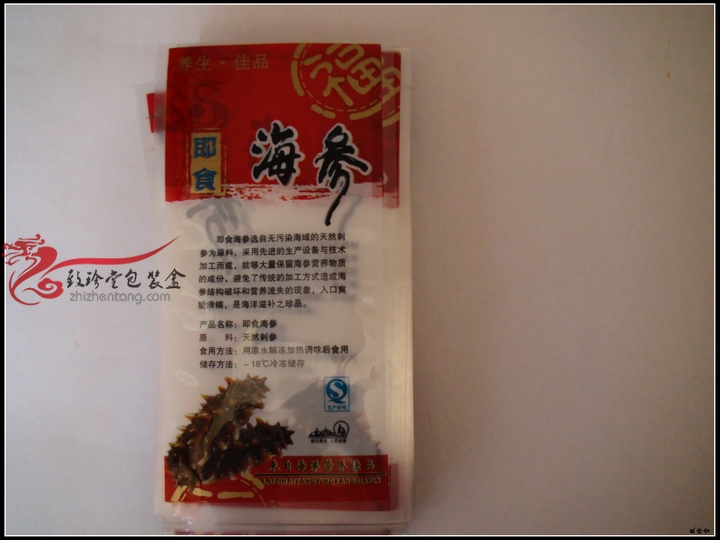 养生·佳品
福
即食
海参
即食海参选自无污染海域的天然刺
参为原料，采用先进的生产设备与技术
加工而成，能够大量保留海参营养物质
的成份，避免了传统的加工方式造成海
参结构破坏和营养流失的现象，入口爽
脆滑糯，是海洋滋补之珍品。
产品名称：即食海参
原　　料：天然刺参
食用方法：用凉水解冻加热调味后食用
储存方法：－18℃冷冻储存
致珍堂包装盒
zhizhentang.com